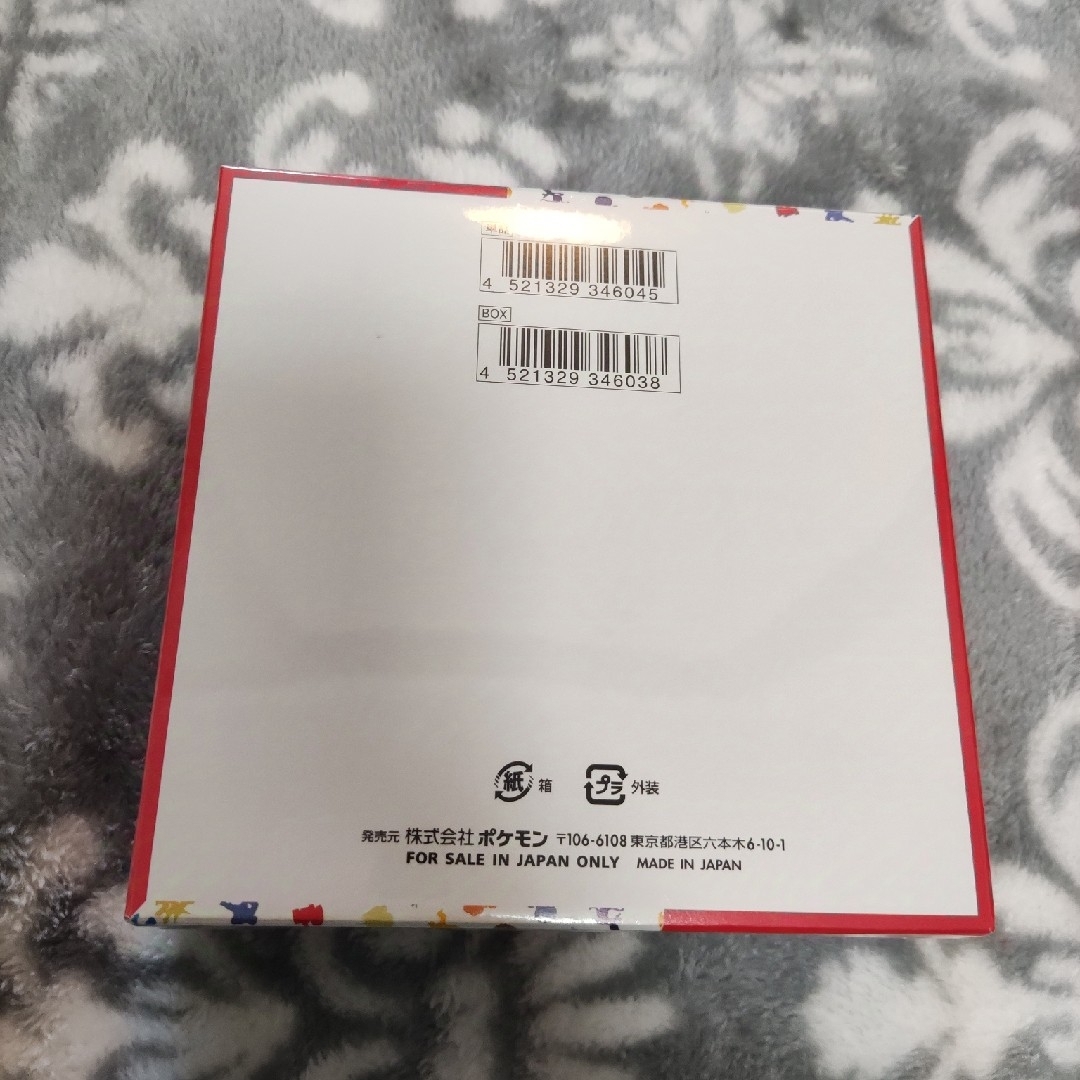 4 521329 346045
BOX
4 521329 346038
紙 箱 プラ 外装
発売元 株式会社 ポケモン 〒106-6108 東京都港区六本木6-10-1
FOR SALE IN JAPAN ONLY MADE IN JAPAN